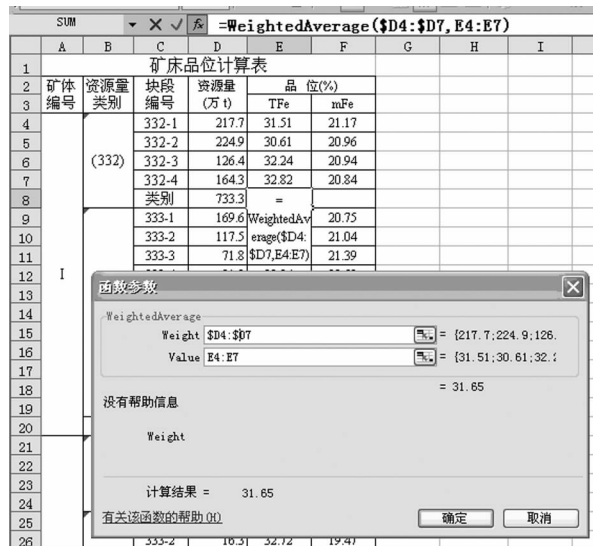 SUM =WeightedAverage($D4:$D7,E4:E7)
A B C D E F G H I
1 矿床品位计算表
2 矿体 资源量 块段 资源量 品 位(%)
3 编号 类别 编号 (万 t) TFe mFe
4 332-1 217.7 31.51 21.17
5 332-2 224.9 30.61 20.96
6 (332) 332-3 126.4 32.24 20.94
7 332-4 164.3 32.82 20.84
8 类别 733.3 =
9 333-1 169.6 WeightedAv 20.75
10 333-2 117.5 erage($D4: 21.04
11 333-3 71.8 $D7,E4:E7) 21.39
12 I
13 函数参数
14 WeightedAverage
15 Weight $D4:$D7 = {217.7;224.9;126.
16 Value E4:E7 = {31.51;30.61;32.2
17
18 = 31.65
19 没有帮助信息
20
21 Weight
22
23
24 计算结果 = 31.65
25 有关该函数的帮助(H) 确定 取消
26 333-2 16.3 32.72 19.47